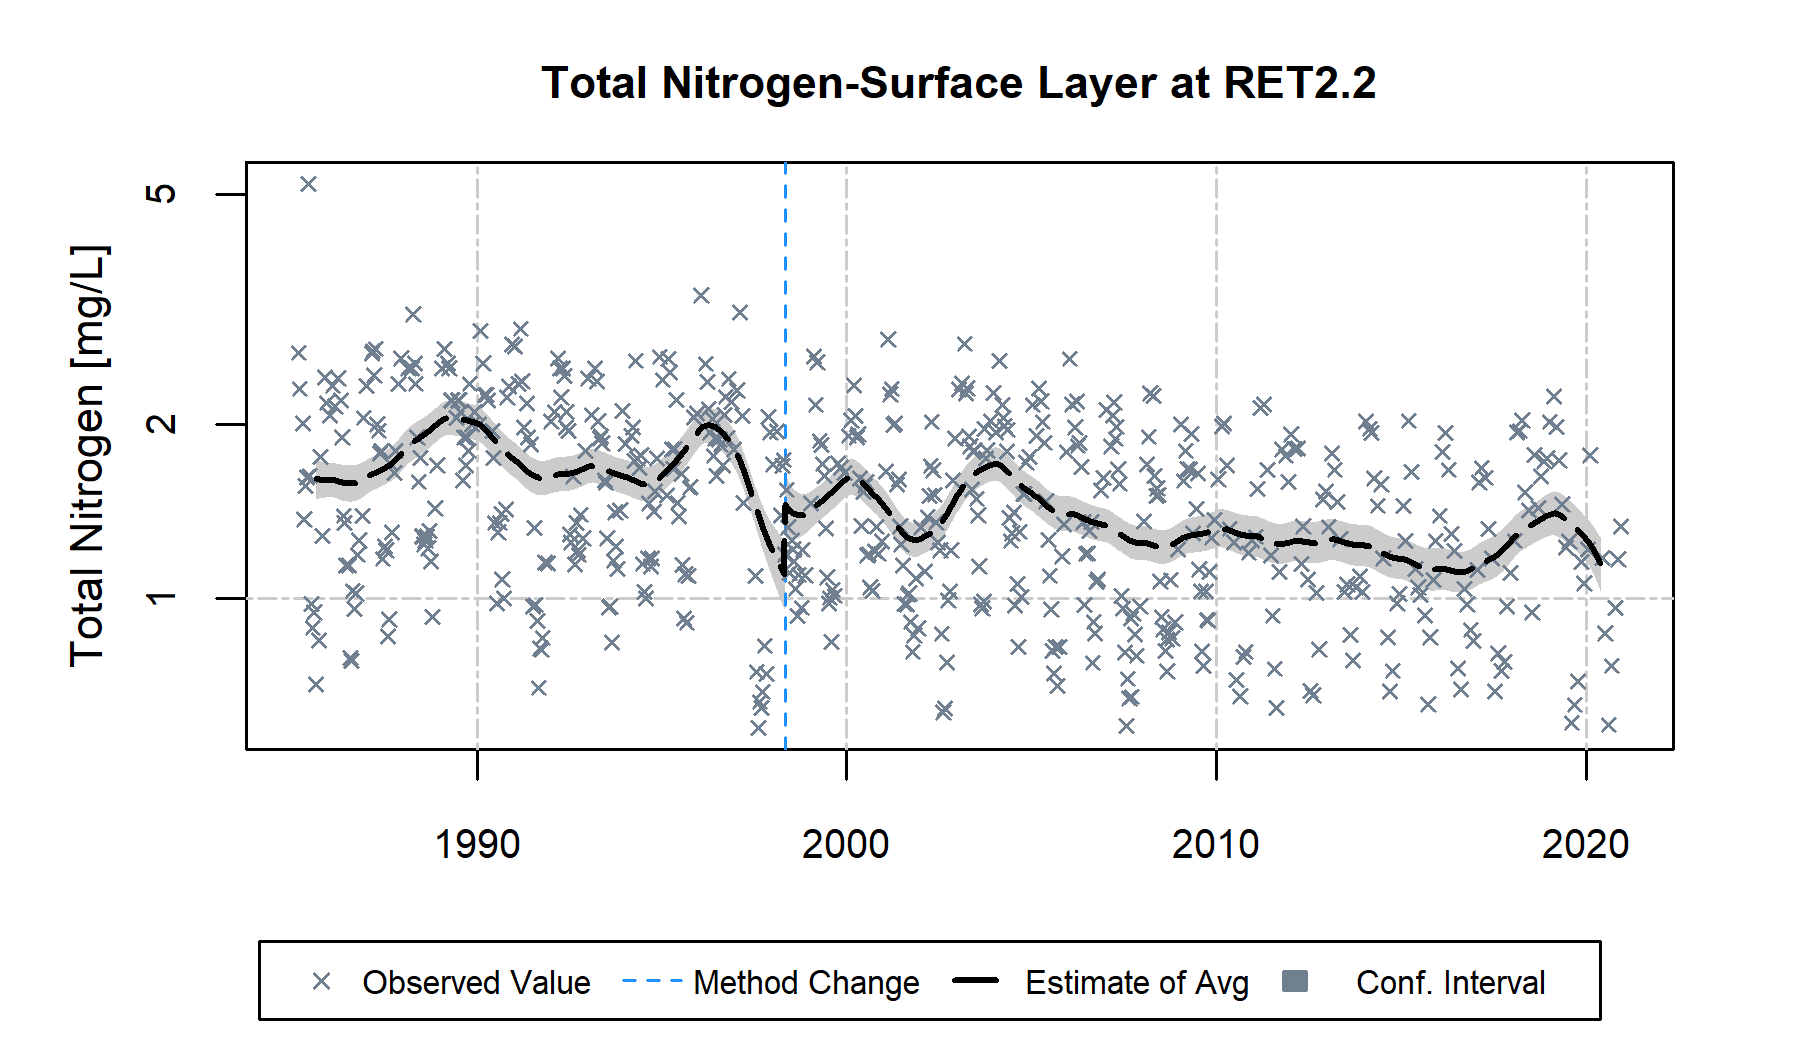 Total Nitrogen-Surface Layer at RET2.2
Total Nitrogen [mg/L]
5
2
1
1990 2000 2010 2020
Observed Value Method Change Estimate of Avg Conf. Interval